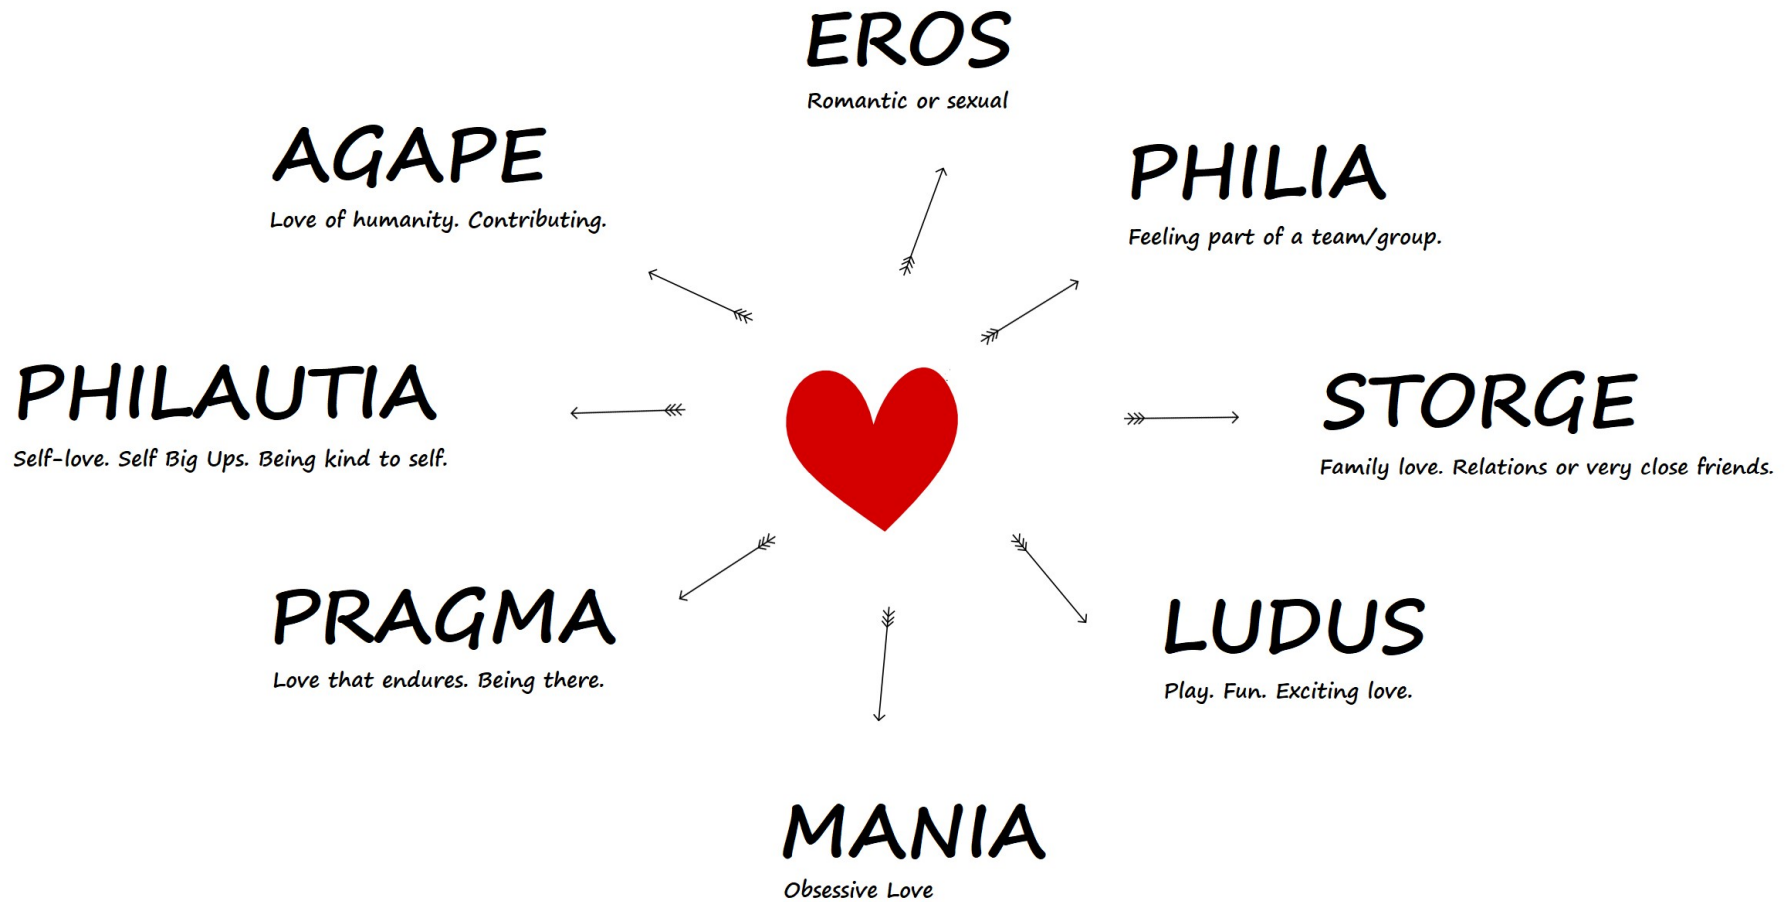 EROS
Romantic or sexual
AGAPE
Love of humanity. Contributing.
PHILIA
Feeling part of a team/group.
PHILAUTIA
Self-love. Self Big Ups. Being kind to self.
STORGE
Family love. Relations or very close friends.
PRAGMA
Love that endures. Being there.
LUDUS
Play. Fun. Exciting love.
MANIA
Obsessive Love